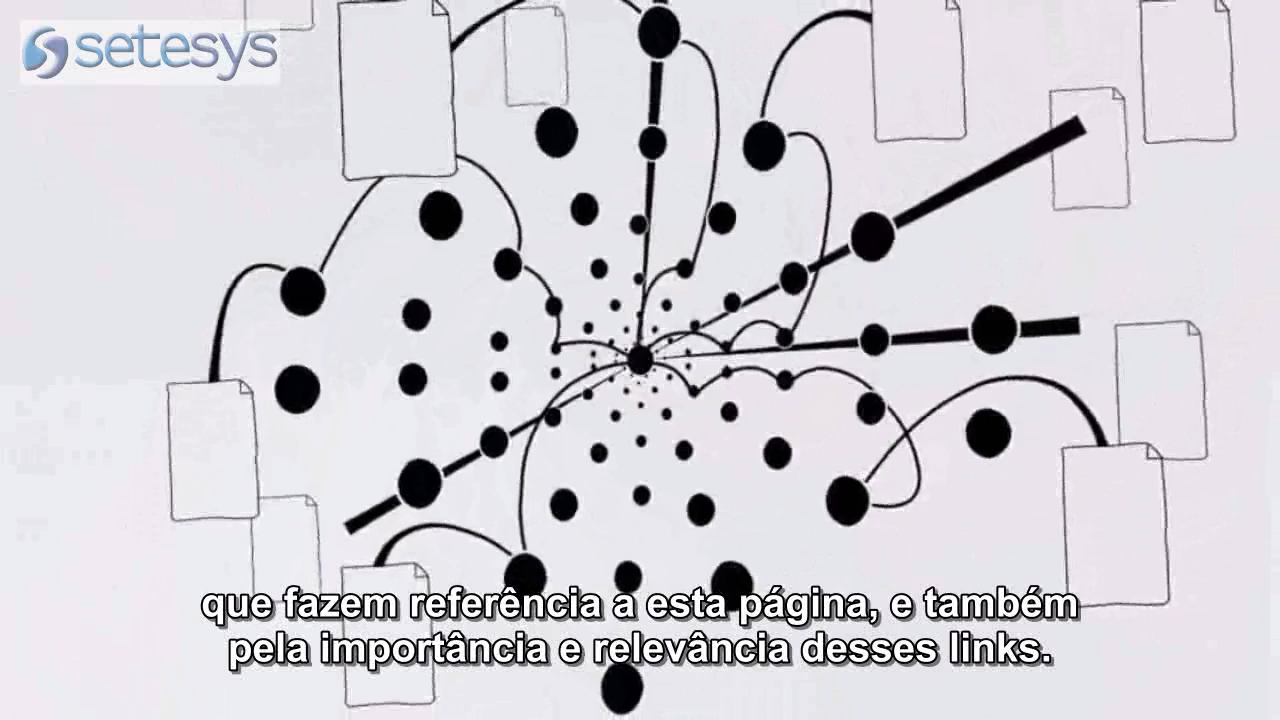 setesys
que fazem referência a esta página, e também
pela importância e relevância desses links.